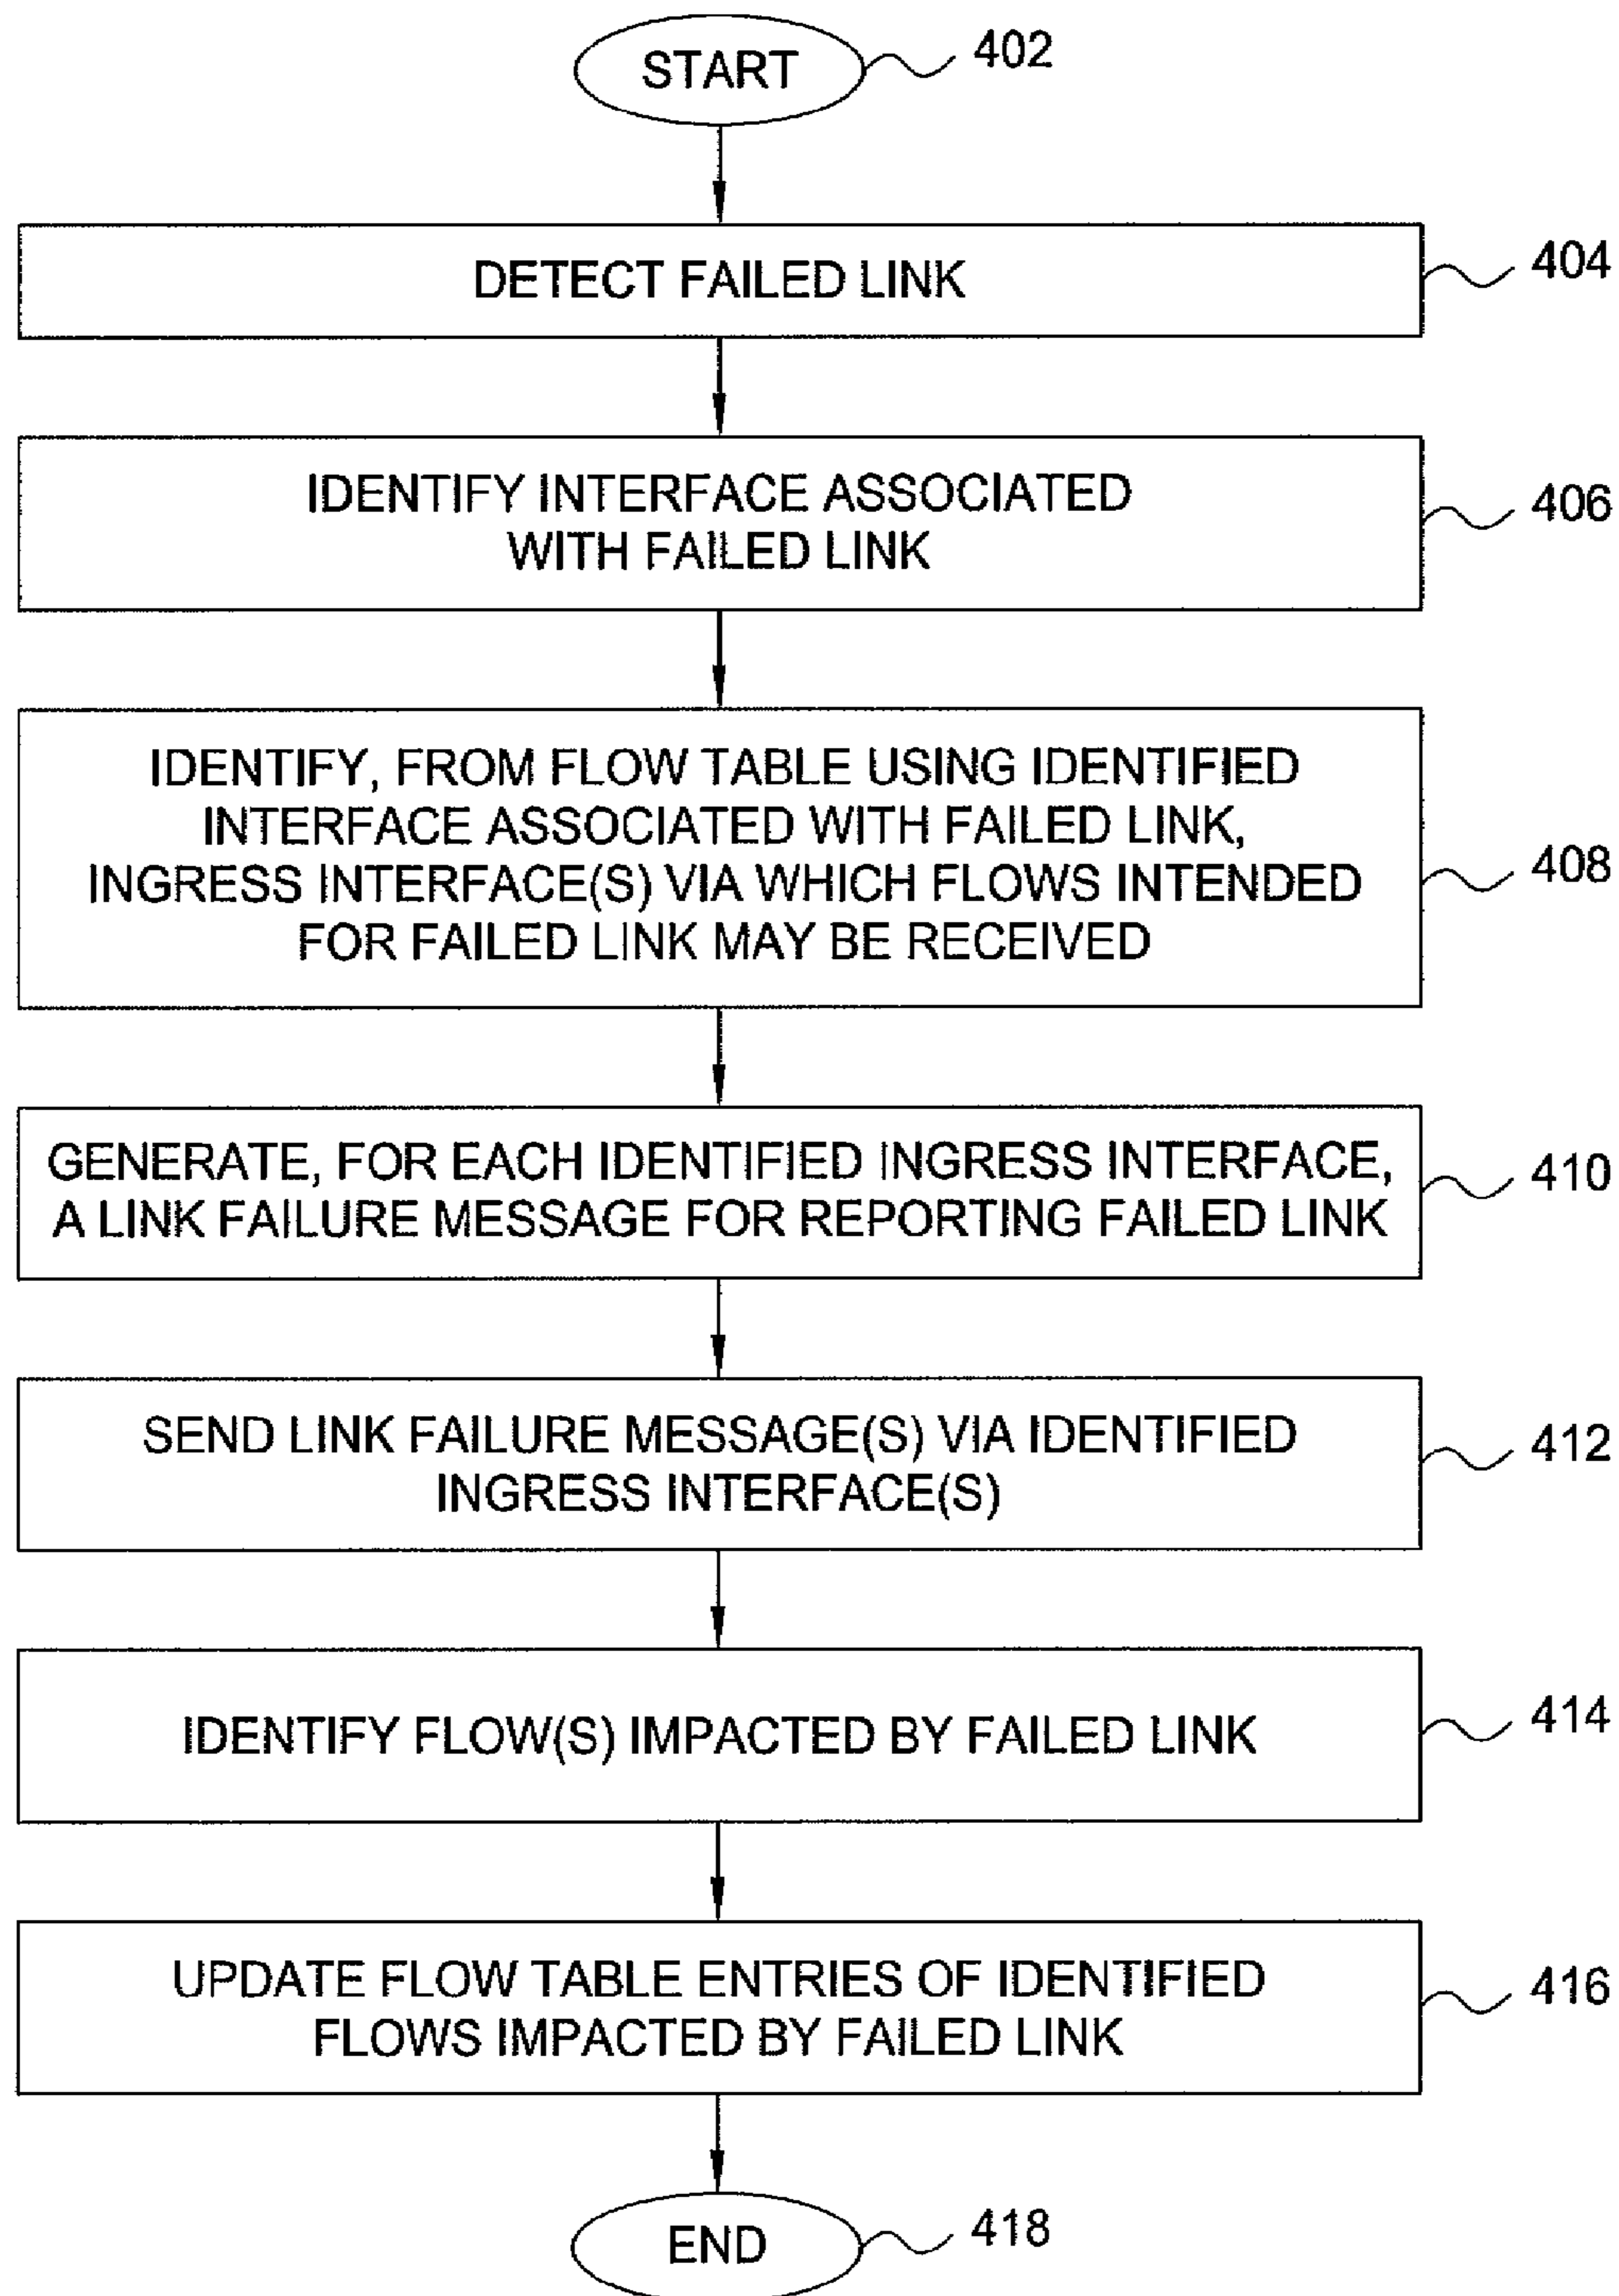 START
402
DETECT FAILED LINK
404
IDENTIFY INTERFACE ASSOCIATED
WITH FAILED LINK
406
IDENTIFY, FROM FLOW TABLE USING IDENTIFIED
INTERFACE ASSOCIATED WITH FAILED LINK,
INGRESS INTERFACE(S) VIA WHICH FLOWS INTENDED
FOR FAILED LINK MAY BE RECEIVED
408
GENERATE, FOR EACH IDENTIFIED INGRESS INTERFACE,
A LINK FAILURE MESSAGE FOR REPORTING FAILED LINK
410
SEND LINK FAILURE MESSAGE(S) VIA IDENTIFIED
INGRESS INTERFACE(S)
412
IDENTIFY FLOW(S) IMPACTED BY FAILED LINK
414
UPDATE FLOW TABLE ENTRIES OF IDENTIFIED
FLOWS IMPACTED BY FAILED LINK
416
END
418